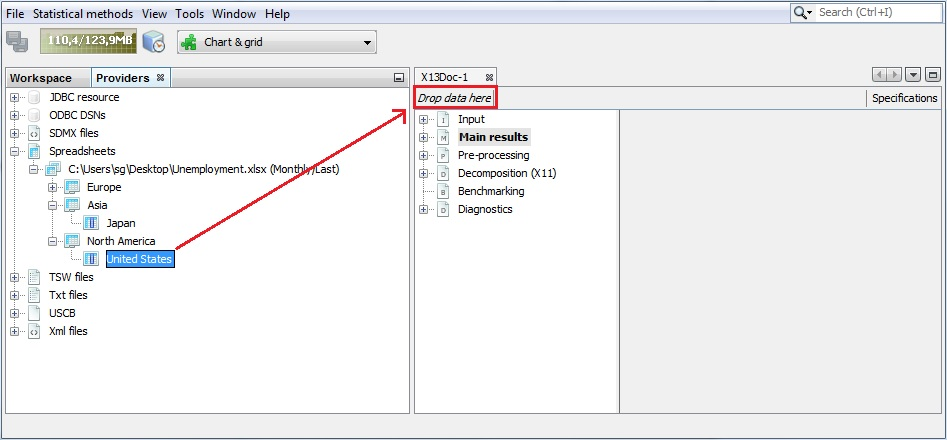 File Statistical methods View Tools Window Help
Search (Ctrl+I)
110,4/123,9MB
Chart & grid
Workspace Providers
JDBC resource
ODBC DSNs
SDMX files
Spreadsheets
C:\Users\sg\Desktop\Unemployment.xlsx (Monthly/Last)
Europe
Asia
Japan
North America
United States
TSW files
Txt files
USCB
Xml files
X13Doc-1
Drop data here
Specifications
I Input
M Main results
P Pre-processing
D Decomposition (X11)
B Benchmarking
D Diagnostics